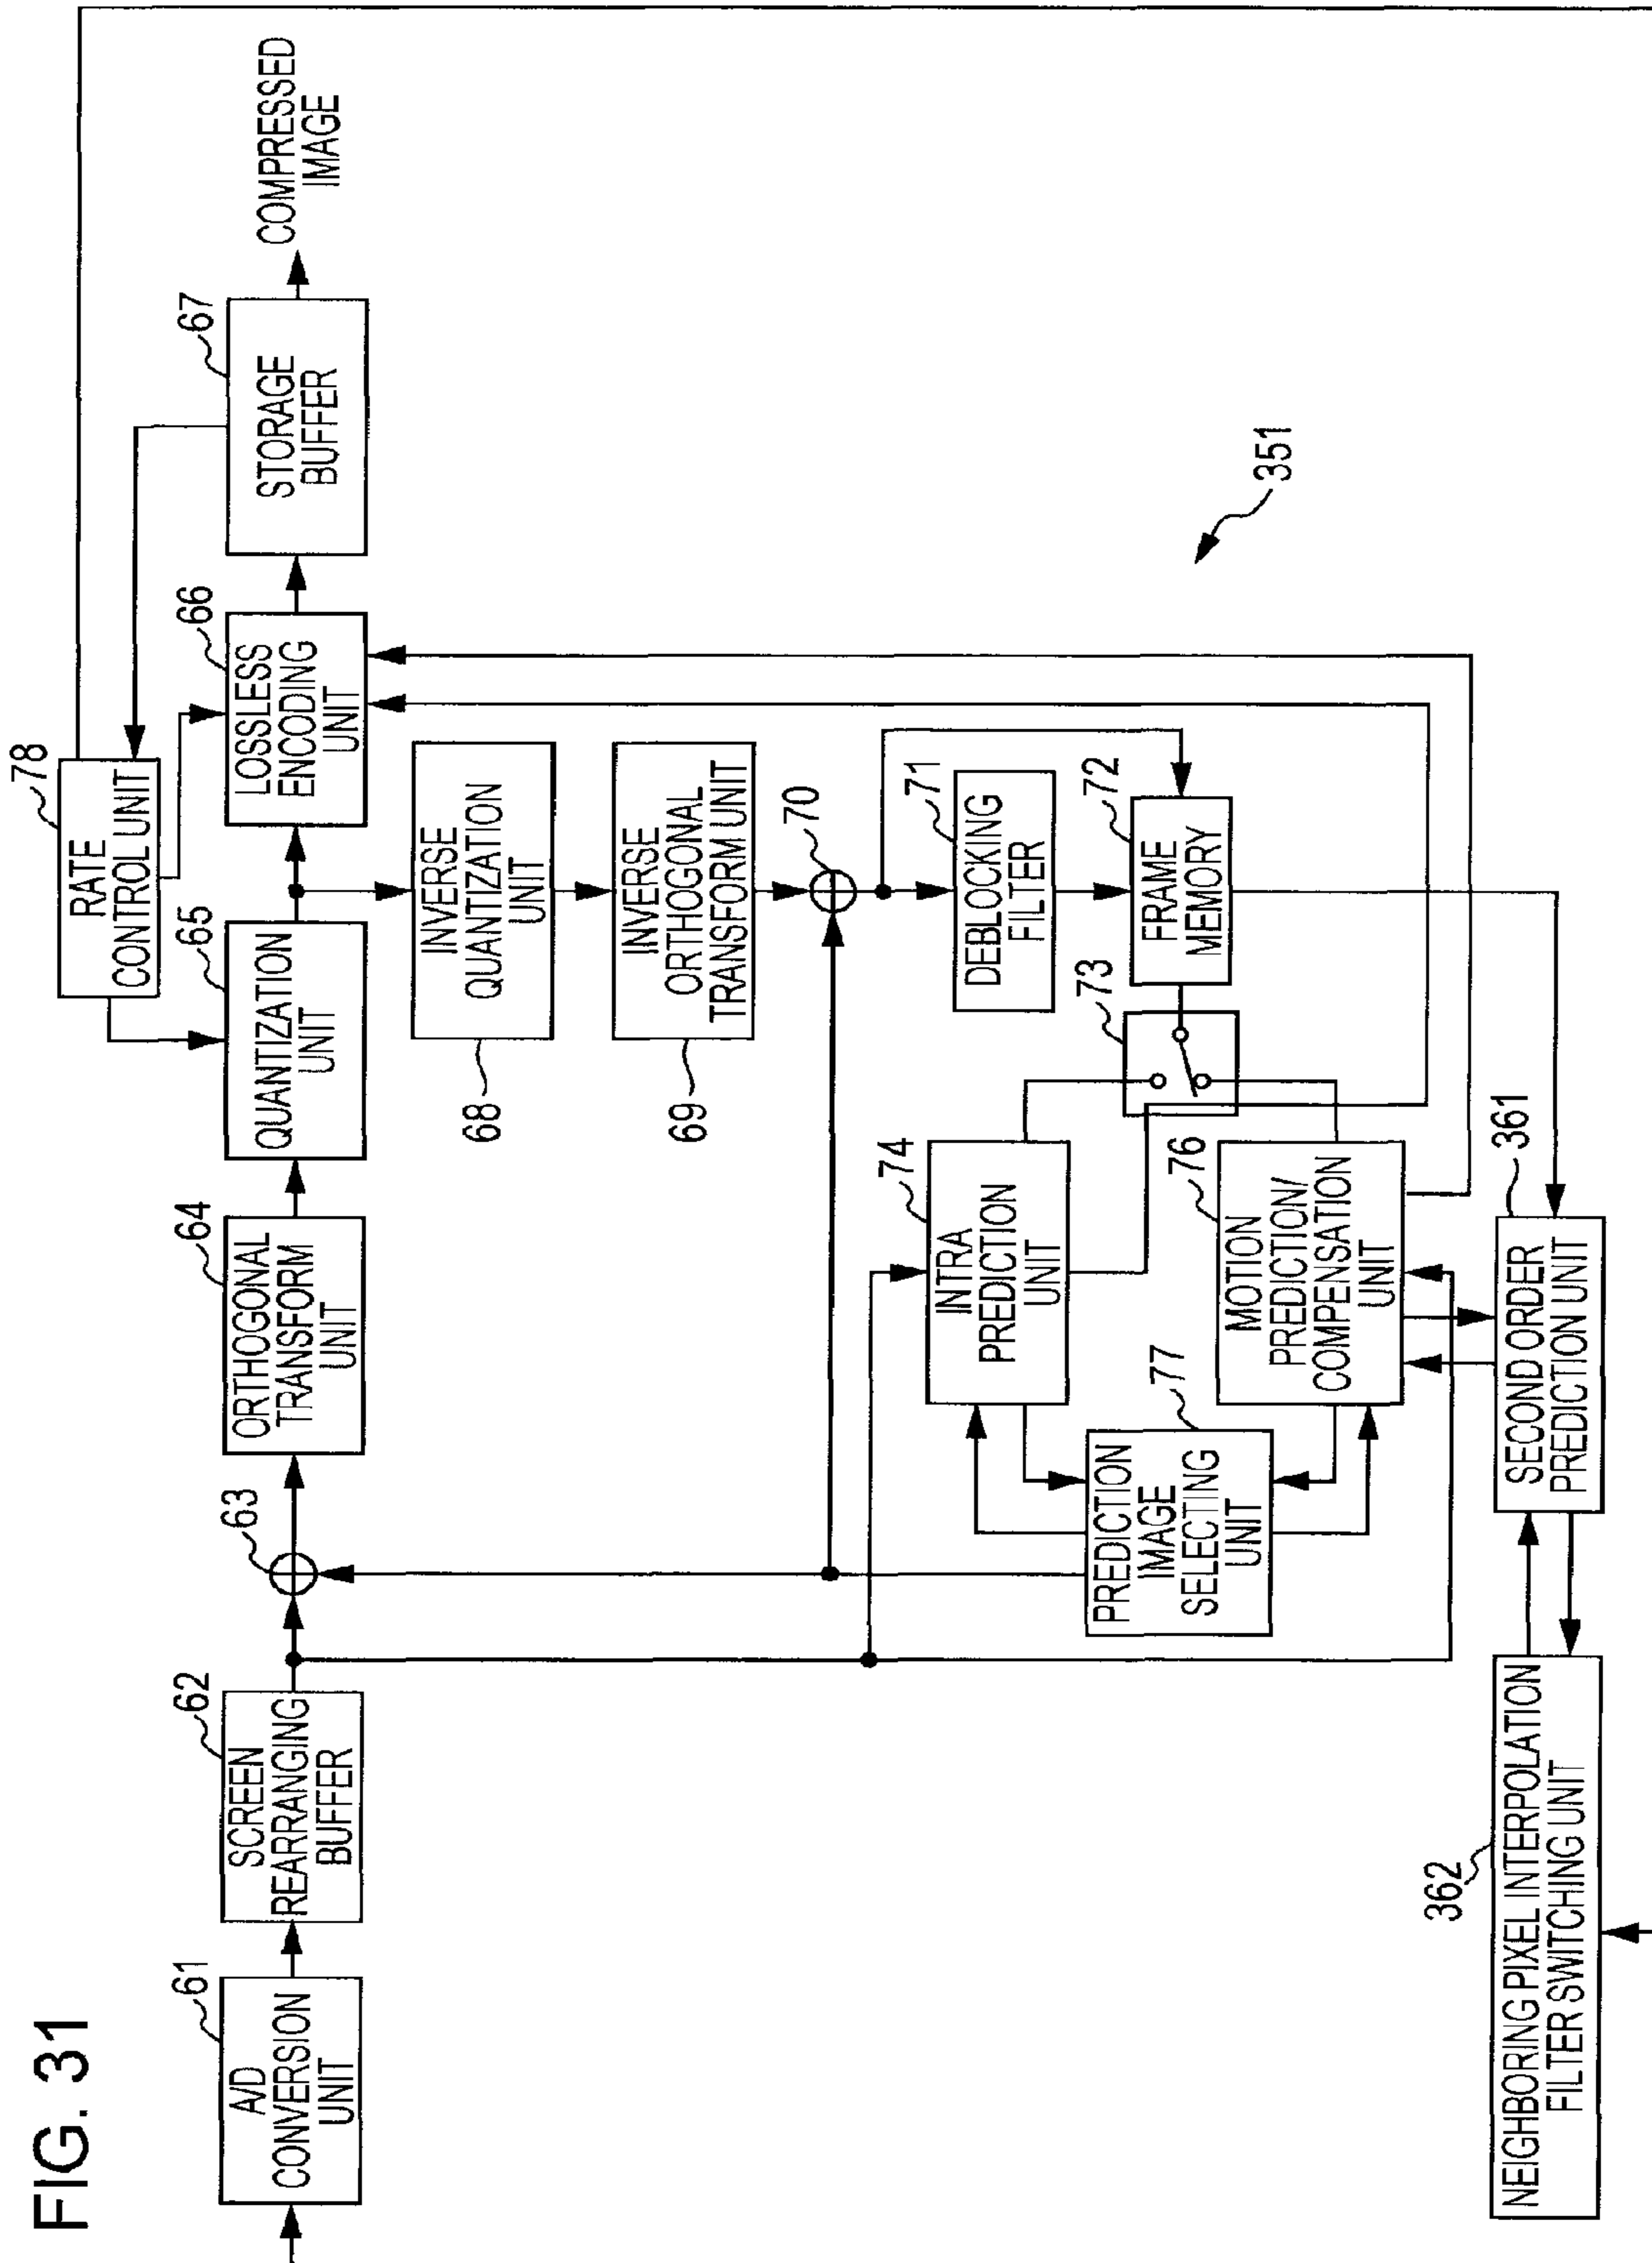 FIG. 31
78
RATE
CONTROL UNIT
61
A/D
CONVERSION
UNIT
62
SCREEN
REARRANGING
BUFFER
63
64
ORTHOGONAL
TRANSFORM
UNIT
65
QUANTIZATION
UNIT
66
LOSSLESS
ENCODING
UNIT
67
STORAGE
BUFFER
COMPRESSED
IMAGE
INVERSE
QUANTIZATION
UNIT
68
INVERSE
ORTHOGONAL
TRANSFORM UNIT
69
70
71
DEBLOCKING
FILTER
72
FRAME
MEMORY
73
74
INTRA
PREDICTION
UNIT
76
MOTION
PREDICTION/
COMPENSATION
UNIT
77
PREDICTION
IMAGE
SELECTING
UNIT
351
361
SECOND ORDER
PREDICTION UNIT
362
NEIGHBORING PIXEL INTERPOLATION
FILTER SWITCHING UNIT